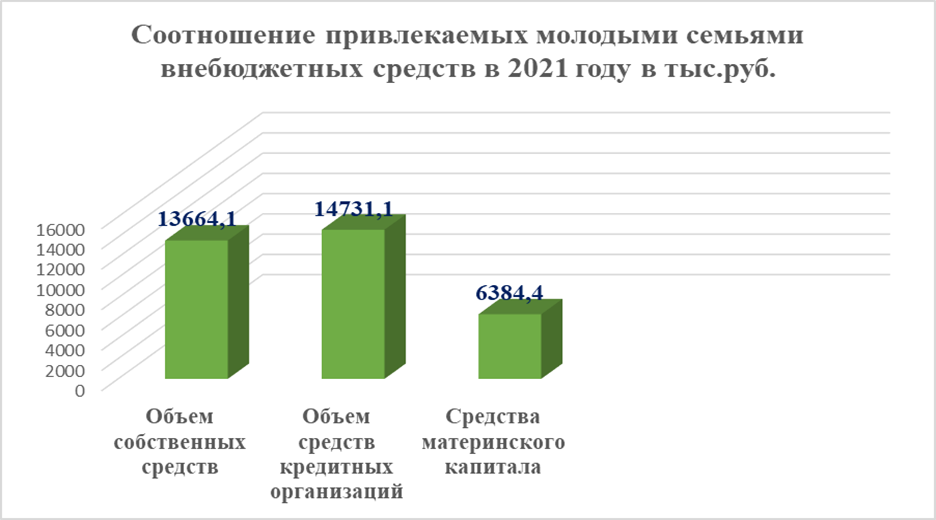 Соотношение привлекаемых молодыми семьями
внебюджетных средств в 2021 году в тыс.руб.
16000
14000
12000
10000
8000
6000
4000
2000
0
13664,1
14731,1
6384,4
Объем
собственных
средств
Объем
средств
кредитных
организаций
Средства
материнского
капитала